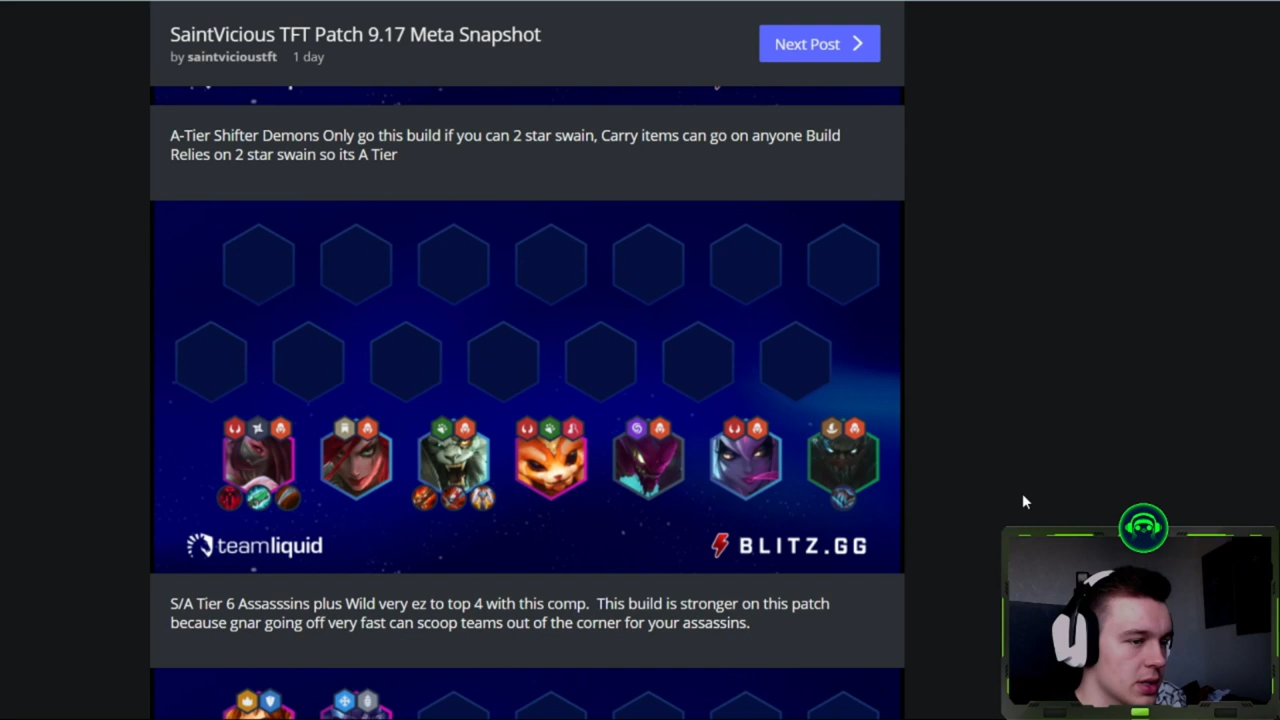 SaintVicious TFT Patch 9.17 Meta Snapshot
by saintvicioustft 1 day
Next Post
A-Tier Shifter Demons Only go this build if you can 2 star swain, Carry items can go on anyone Build
Relies on 2 star swain so its A Tier
teamliquid
BLITZ.GG
S/A Tier 6 Assasssins plus Wild very ez to top 4 with this comp. This build is stronger on this patch
because gnar going off very fast can scoop teams out of the corner for your assassins.